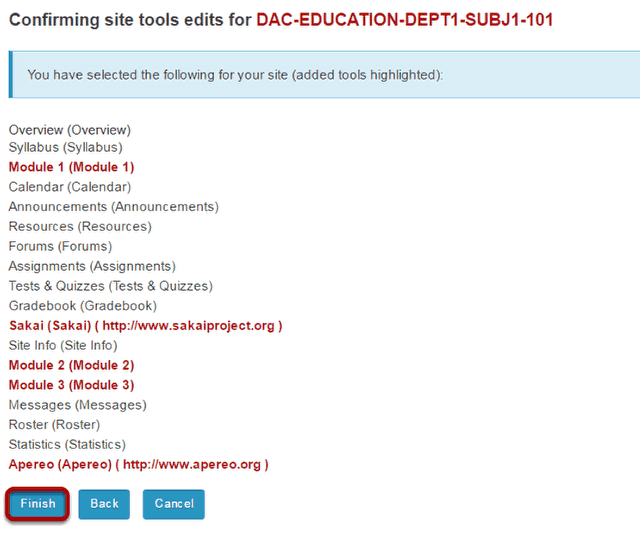 Confirming site tools edits for DAC-EDUCATION-DEPT1-SUBJ1-101
You have selected the following for your site (added tools highlighted):
Overview (Overview)
Syllabus (Syllabus)
Module 1 (Module 1)
Calendar (Calendar)
Announcements (Announcements)
Resources (Resources)
Forums (Forums)
Assignments (Assignments)
Tests & Quizzes (Tests & Quizzes)
Gradebook (Gradebook)
Sakai (Sakai) ( http://www.sakaiproject.org )
Site Info (Site Info)
Module 2 (Module 2)
Module 3 (Module 3)
Messages (Messages)
Roster (Roster)
Statistics (Statistics)
Apereo (Apereo) ( http://www.apereo.org )
Finish Back Cancel